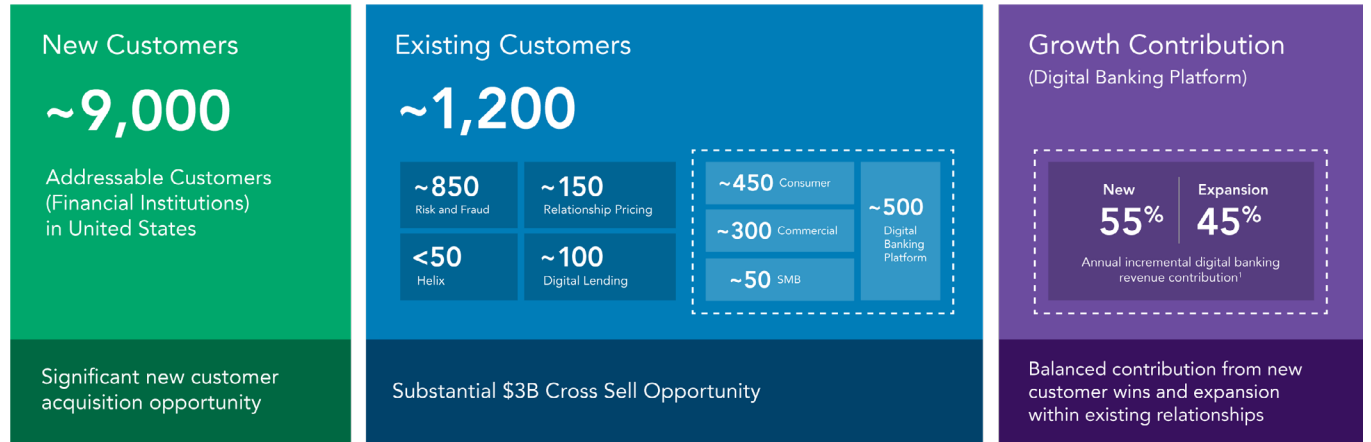 New Customers
~9,000
Addressable Customers
(Financial Institutions)
in United States
Significant new customer
acquisition opportunity
Existing Customers
~1,200
~850
Risk and Fraud
~150
Relationship Pricing
<50
Helix
~100
Digital Lending
~450 Consumer
~300 Commercial
~50 SMB
~500
Digital
Banking
Platform
Substantial $3B Cross Sell Opportunity
Growth Contribution
(Digital Banking Platform)
New
55%
Expansion
45%
Annual incremental digital banking
revenue contribution¹
Balanced contribution from new
customer wins and expansion
within existing relationships